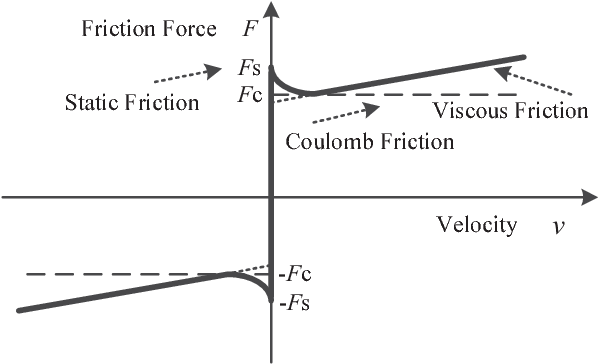 Friction Force F
Fs
Static Friction
Fc
Viscous Friction
Coulomb Friction
Velocity v
-Fc
-Fs